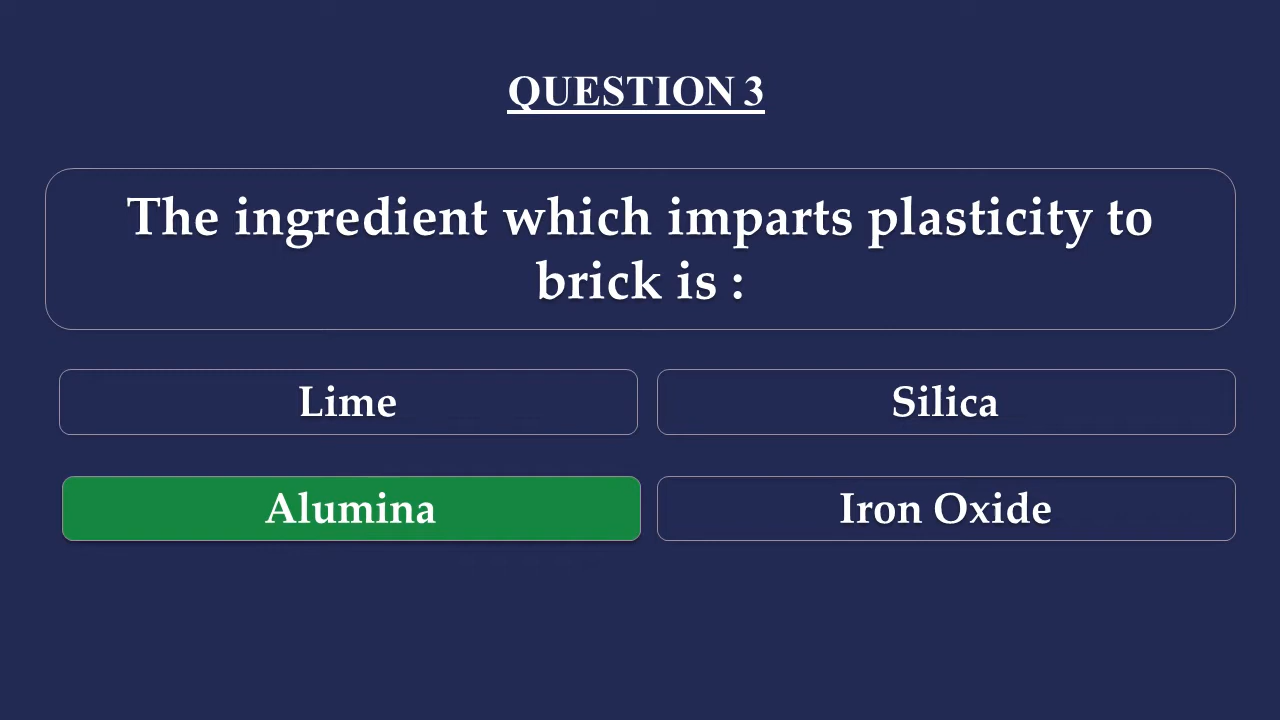 QUESTION 3
The ingredient which imparts plasticity to
brick is :
Lime
Silica
Alumina
Iron Oxide